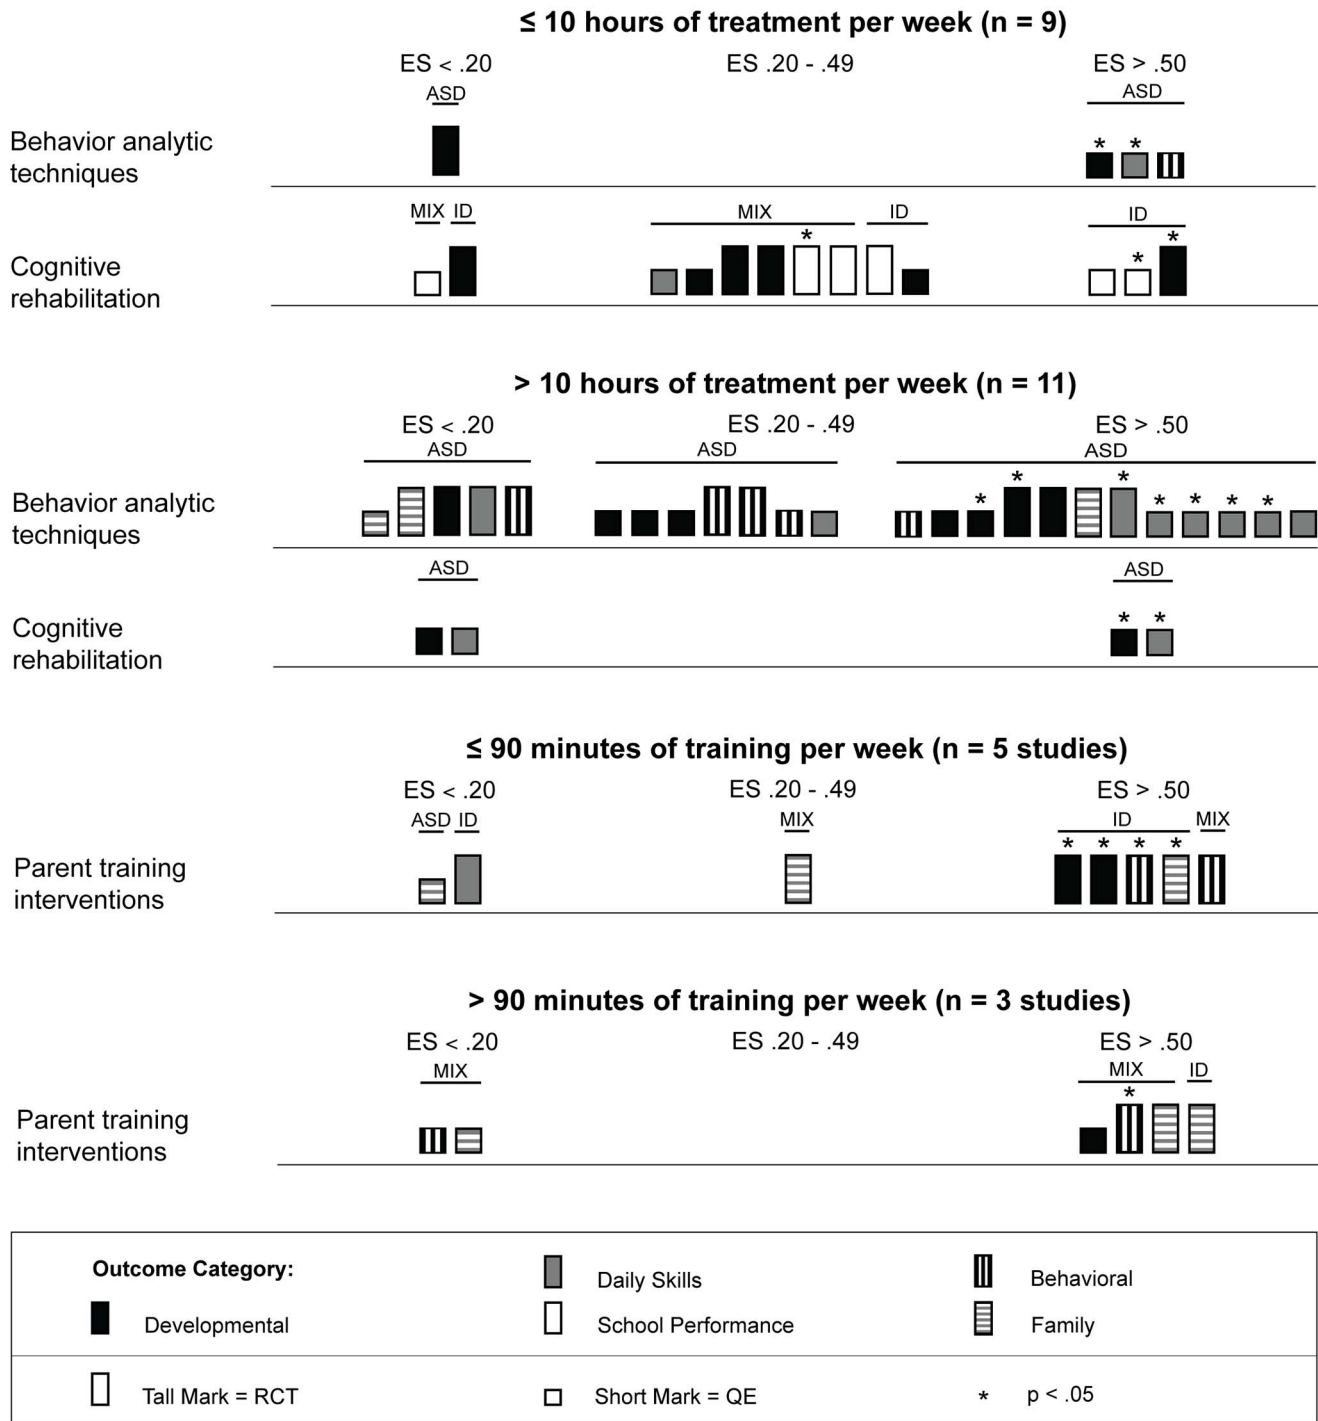 ≤ 10 hours of treatment per week (n = 9)
ES < .20 ES .20 - .49 ES > .50
ASD ASD
Behavior analytic
techniques
* *
MIX ID MIX ID ID
* * *
Cognitive
rehabilitation
> 10 hours of treatment per week (n = 11)
ES < .20 ES .20 - .49 ES > .50
ASD ASD ASD
* * * * * * *
Behavior analytic
techniques
ASD ASD
* *
Cognitive
rehabilitation
≤ 90 minutes of training per week (n = 5 studies)
ES < .20 ES .20 - .49 ES > .50
ASD ID MIX ID MIX
* * * *
Parent training
interventions
> 90 minutes of training per week (n = 3 studies)
ES < .20 ES .20 - .49 ES > .50
MIX MIX ID
*
Parent training
interventions
Outcome Category:
Daily Skills Behavioral
Developmental School Performance Family
Tall Mark = RCT Short Mark = QE * p < .05